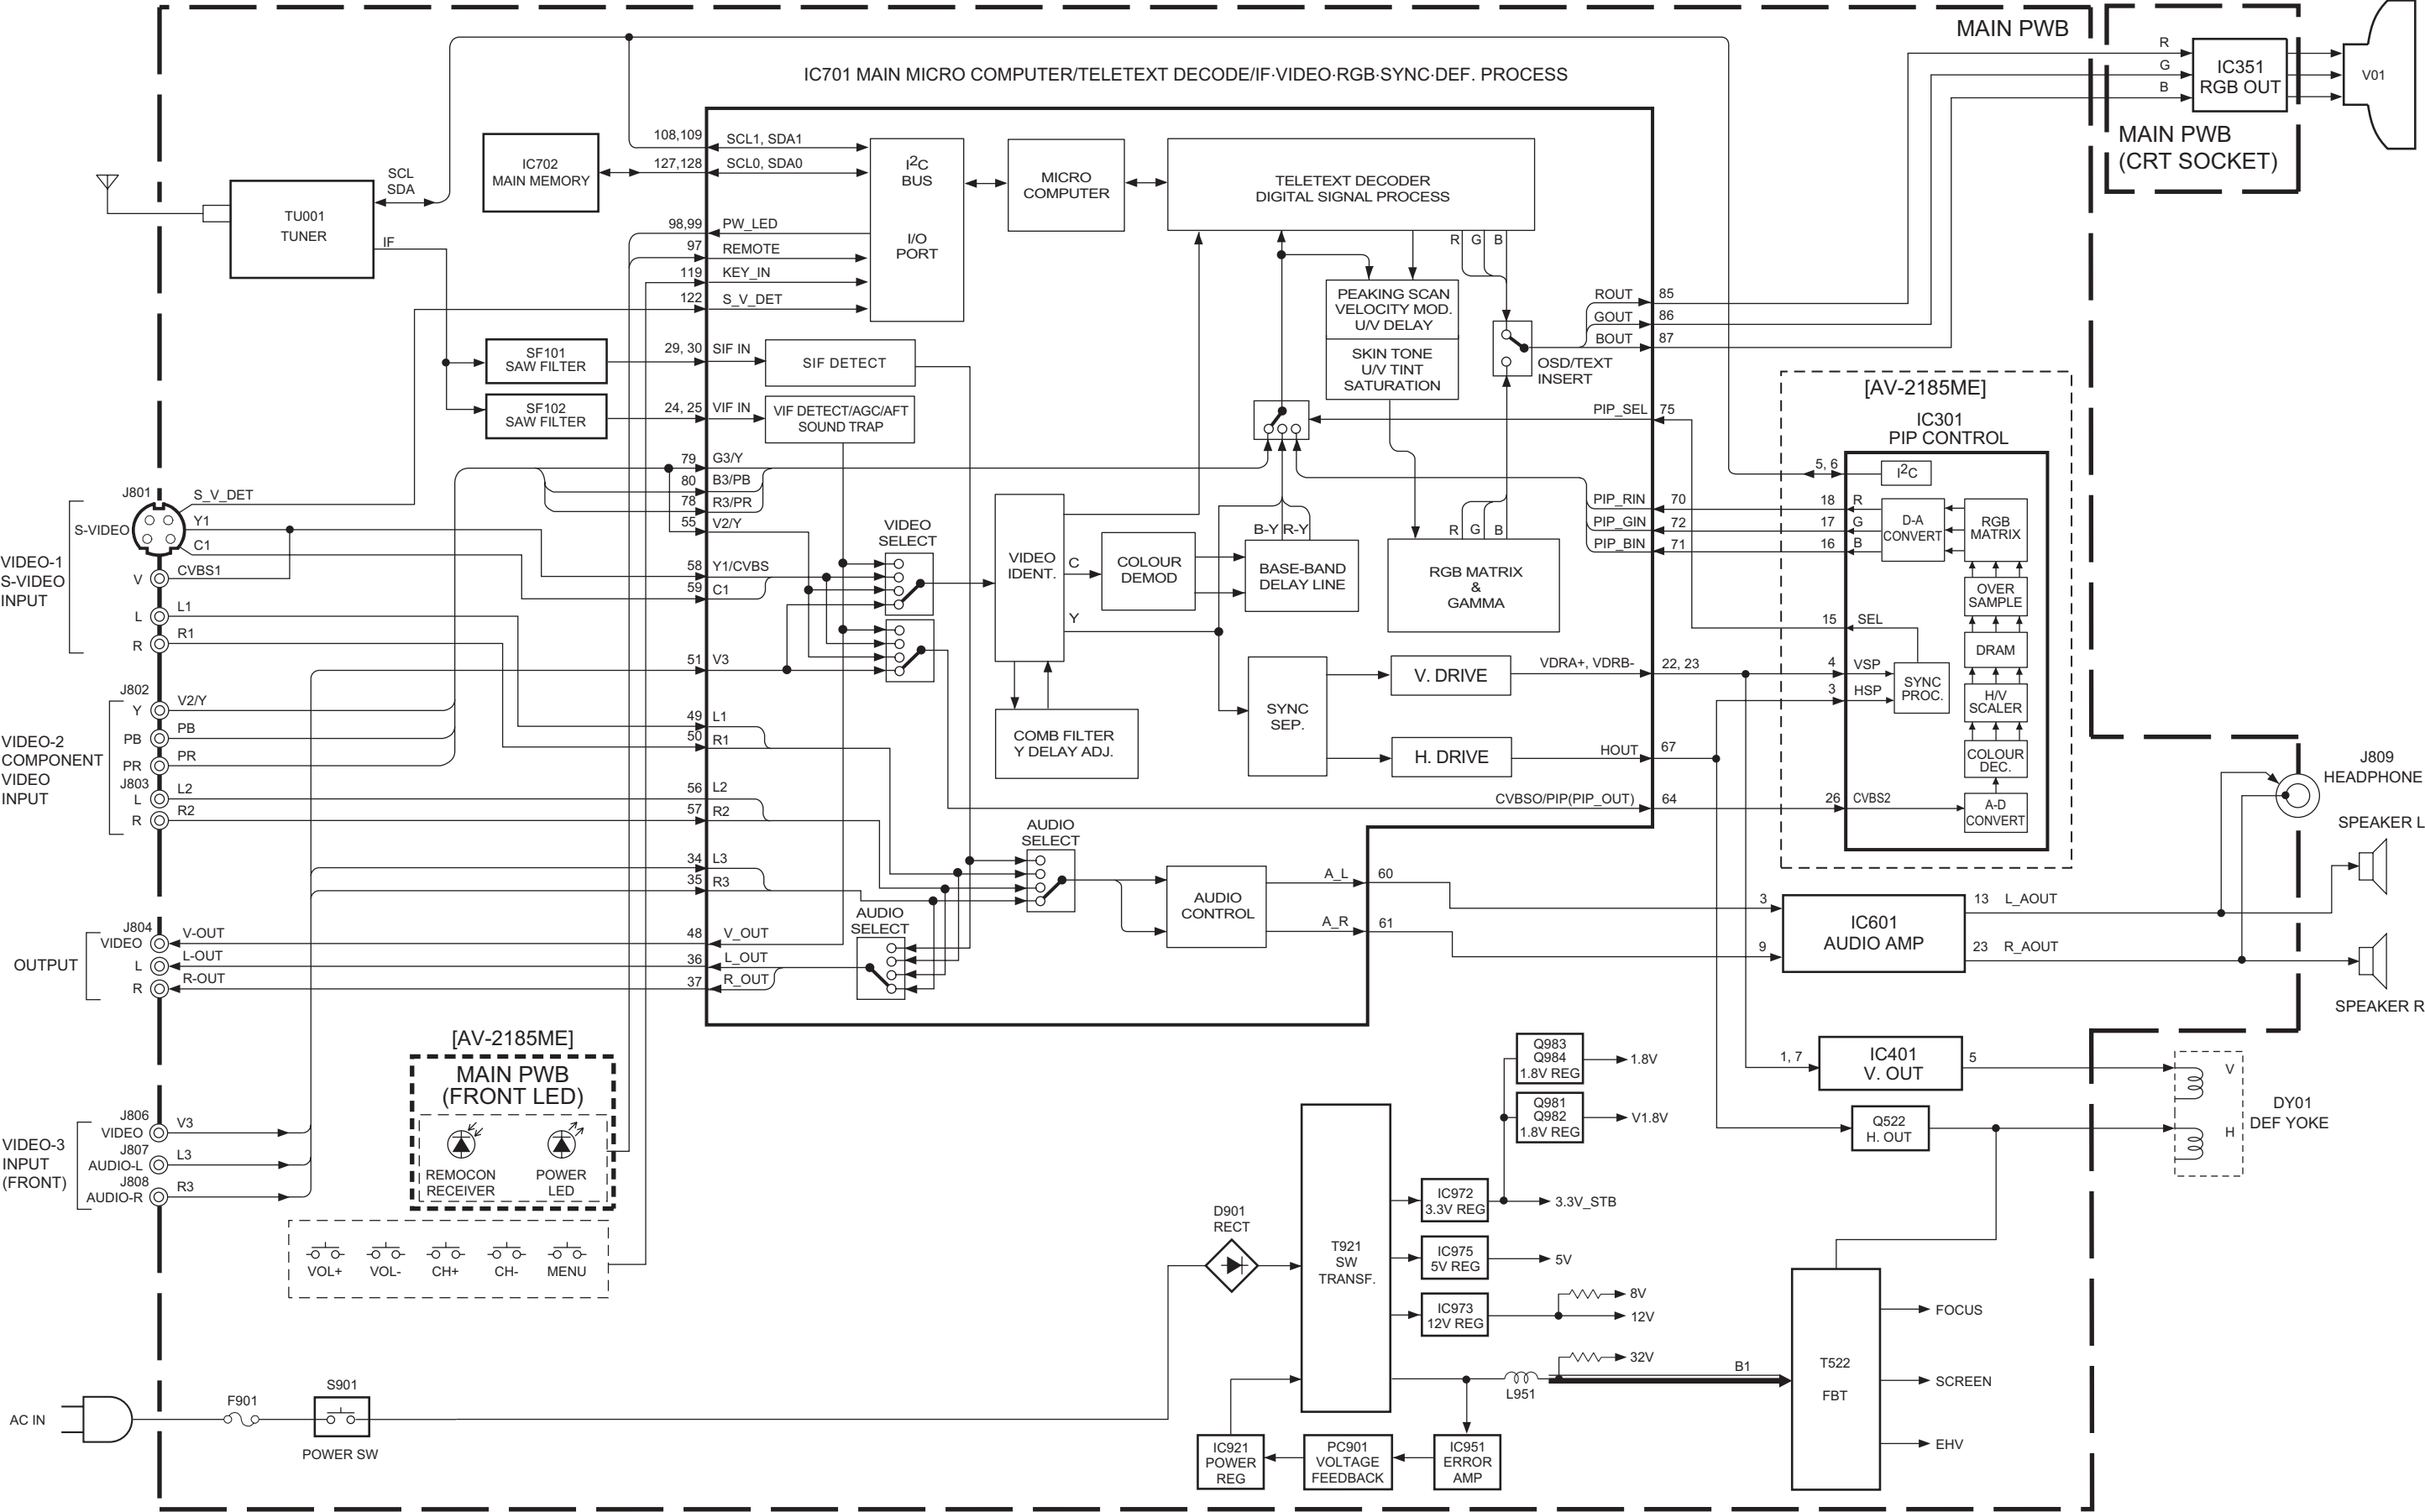 MAIN PWB
IC701 MAIN MICRO COMPUTER/TELETEXT DECODE/IF·VIDEO·RGB·SYNC·DEF. PROCESS
R
G
B
IC351
RGB OUT
V01
MAIN PWB
(CRT SOCKET)
TU001
TUNER
SCL
SDA
IF
IC702
MAIN MEMORY
108,109
SCL1, SDA1
127,128
SCL0, SDA0
98,99
PW_LED
97
REMOTE
119
KEY_IN
122
S_V_DET
I2C
BUS
I/O
PORT
MICRO
COMPUTER
TELETEXT DECODER
DIGITAL SIGNAL PROCESS
R
G
B
PEAKING SCAN
VELOCITY MOD.
U/V DELAY
SKIN TONE
U/V TINT
SATURATION
OSD/TEXT
INSERT
ROUT
85
GOUT
86
BOUT
87
SF101
SAW FILTER
29, 30
SIF IN
SIF DETECT
SF102
SAW FILTER
24, 25
VIF IN
VIF DETECT/AGC/AFT
SOUND TRAP
PIP_SEL
75
[AV-2185ME]
IC301
PIP CONTROL
5, 6
I2C
79
G3/Y
80
B3/PB
78
R3/PR
55
V2/Y
58
Y1/CVBS
59
C1
VIDEO
SELECT
VIDEO
IDENT.
C
Y
COLOUR
DEMOD
B-Y
R-Y
BASE-BAND
DELAY LINE
R
G
B
RGB MATRIX
&
GAMMA
PIP_RIN
70
PIP_GIN
72
PIP_BIN
71
18
R
17
G
16
B
D-A
CONVERT
RGB
MATRIX
OVER
SAMPLE
DRAM
H/V
SCALER
COLOUR
DEC.
A-D
CONVERT
15
SEL
4
VSP
3
HSP
SYNC
PROC.
26
CVBS2
VIDEO-1
S-VIDEO
INPUT
J801
S-VIDEO
S_V_DET
Y1
C1
V
CVBS1
L
L1
R
R1
51
V3
COMB FILTER
Y DELAY ADJ.
SYNC
SEP.
V. DRIVE
VDRA+, VDRB-
22, 23
H. DRIVE
HOUT
67
CVBSO/PIP(PIP_OUT)
64
VIDEO-2
COMPONENT
VIDEO
INPUT
J802
Y
V2/Y
PB
PB
PR
PR
J803
L
L2
R
R2
49
L1
50
R1
56
L2
57
R2
34
L3
35
R3
AUDIO
SELECT
AUDIO
SELECT
AUDIO
CONTROL
A_L
60
A_R
61
3
9
IC601
AUDIO AMP
13
L_AOUT
23
R_AOUT
J809
HEADPHONE
SPEAKER L
SPEAKER R
OUTPUT
J804
VIDEO
V-OUT
L
L-OUT
R
R-OUT
48
V_OUT
36
L_OUT
37
R_OUT
1, 7
IC401
V. OUT
5
Q522
H. OUT
V
H
DY01
DEF YOKE
[AV-2185ME]
MAIN PWB
(FRONT LED)
REMOCON
RECEIVER
POWER
LED
VIDEO-3
INPUT
(FRONT)
J806
VIDEO
V3
J807
AUDIO-L
L3
J808
AUDIO-R
R3
VOL+
VOL-
CH+
CH-
MENU
Q983
Q984
1.8V REG
1.8V
Q981
Q982
1.8V REG
V1.8V
D901
RECT
T921
SW
TRANSF.
IC972
3.3V REG
3.3V_STB
IC975
5V REG
5V
IC973
12V REG
8V
12V
32V
L951
B1
T522
FBT
FOCUS
SCREEN
EHV
AC IN
F901
S901
POWER SW
IC921
POWER
REG
PC901
VOLTAGE
FEEDBACK
IC951
ERROR
AMP